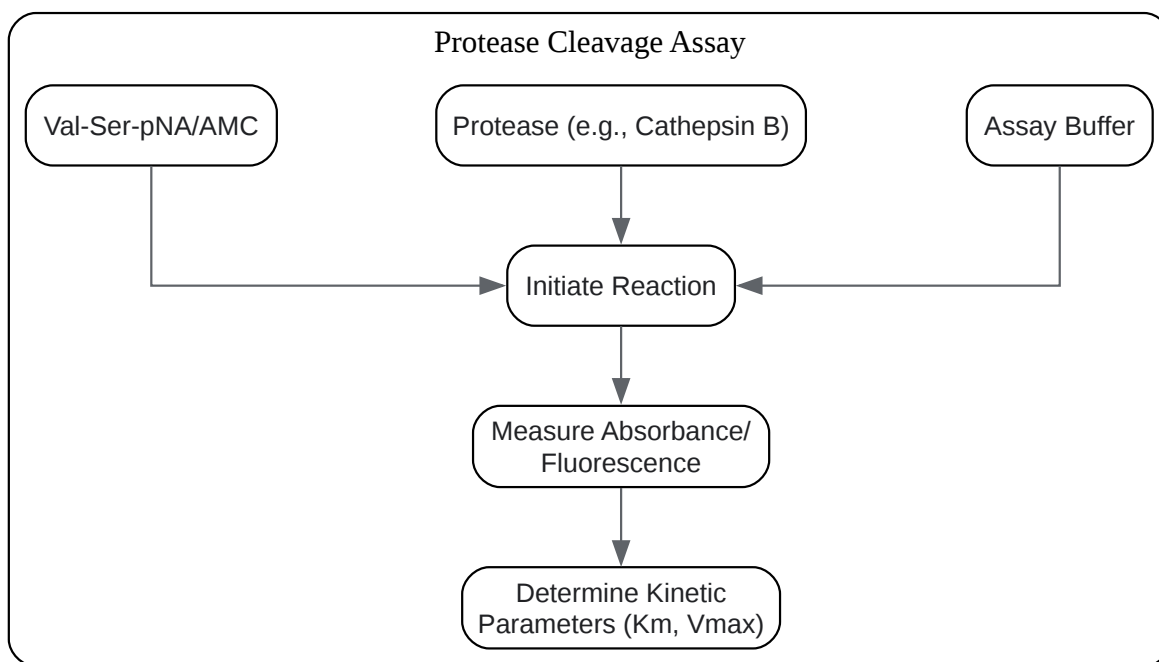 Protease Cleavage Assay
Val-Ser-pNA/AMC
Protease (e.g., Cathepsin B)
Assay Buffer
Initiate Reaction
Measure Absorbance/
Fluorescence
Determine Kinetic
Parameters (Km, Vmax)